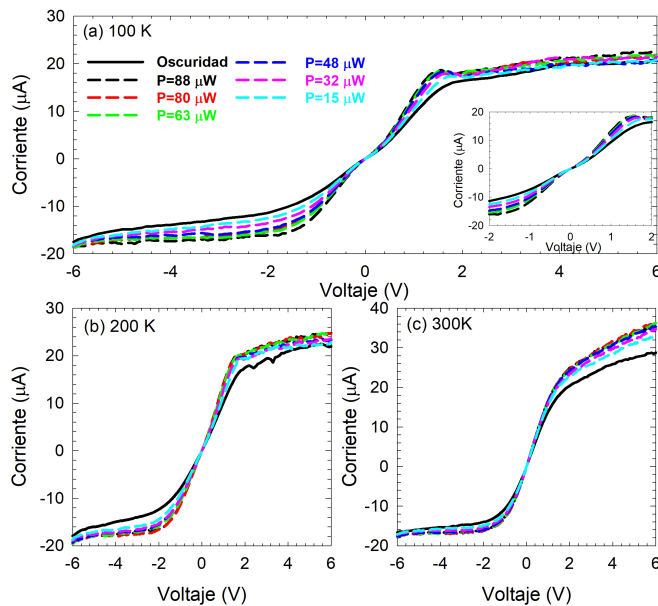 30
(a) 100 K
Oscuridad
P=88 µW
P=80 µW
P=63 µW
P=48 µW
P=32 µW
P=15 µW
20
10
0
-10
-20
Corriente (µA)
-6 -4 -2 0 2 4 6
Voltaje (V)
20
10
0
-10
-20
Corriente (µA)
-2 -1 0 1 2
Voltaje (V)
30
(b) 200 K
20
10
0
-10
-20
Corriente (µA)
-6 -4 -2 0 2 4 6
Voltaje (V)
40
(c) 300K
30
20
10
0
-10
-20
Corriente (µA)
-6 -4 -2 0 2 4 6
Voltaje (V)